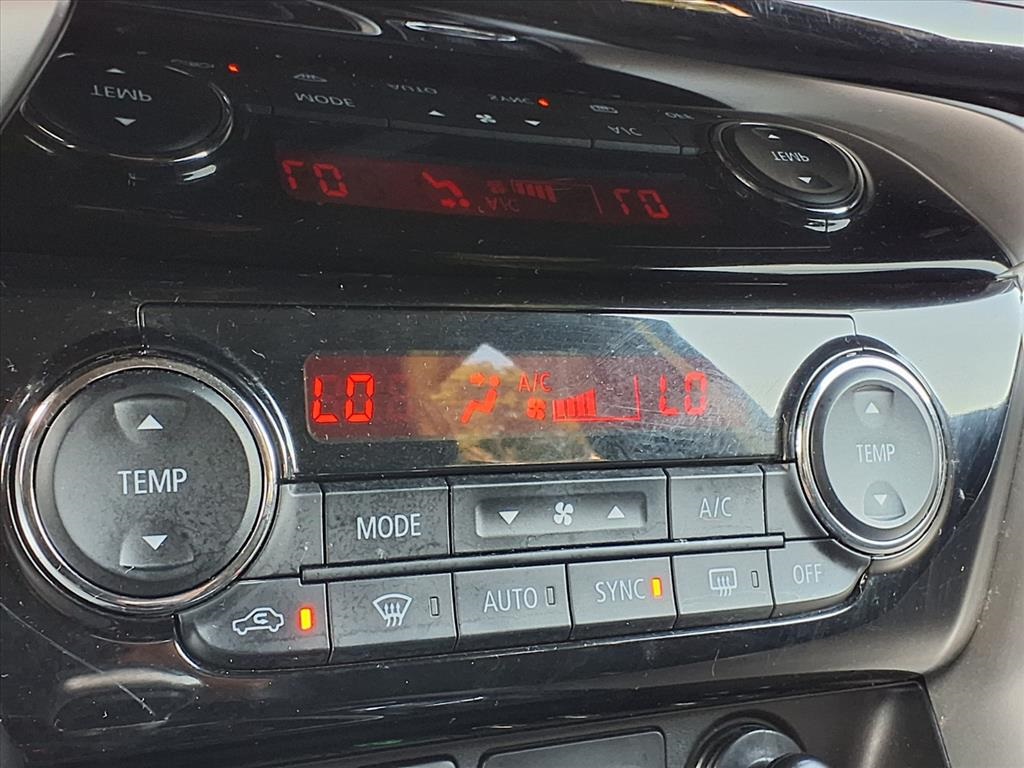 LO A/C LO
TEMP
MODE
A/C
TEMP
AUTO
SYNC
OFF